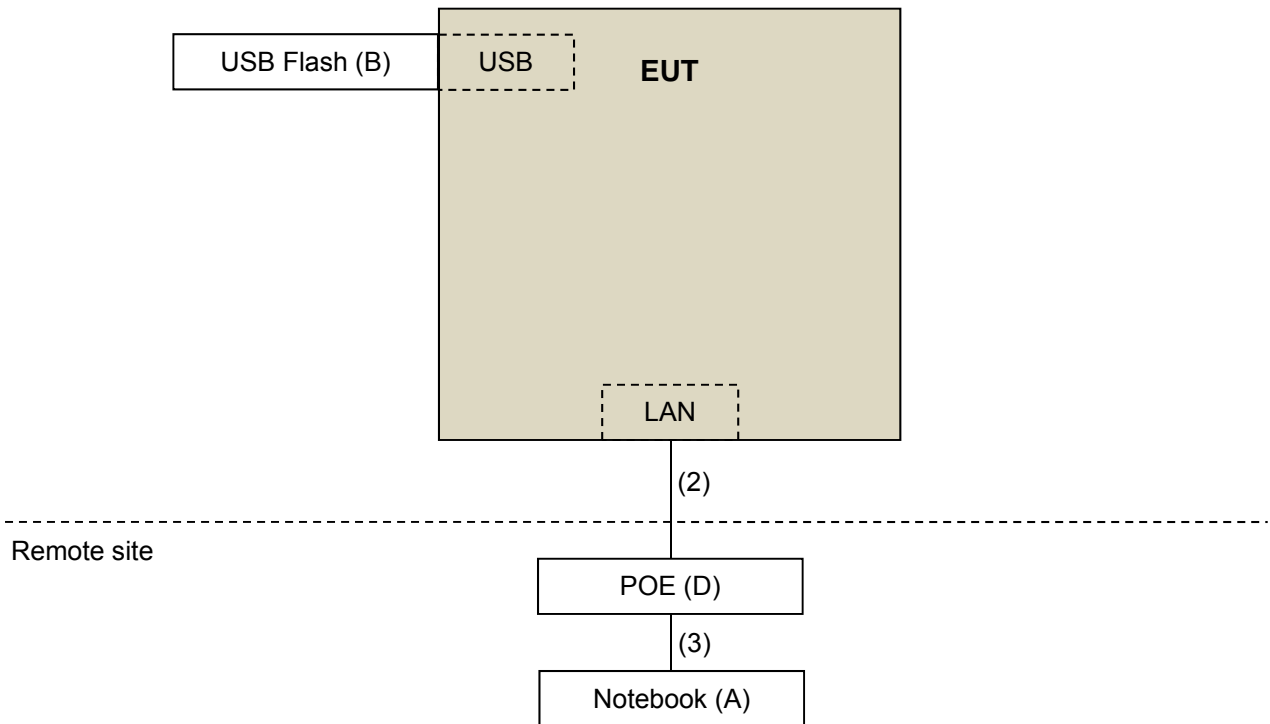 USB Flash (B)
USB
EUT
LAN
(2)
Remote site
POE (D)
(3)
Notebook (A)